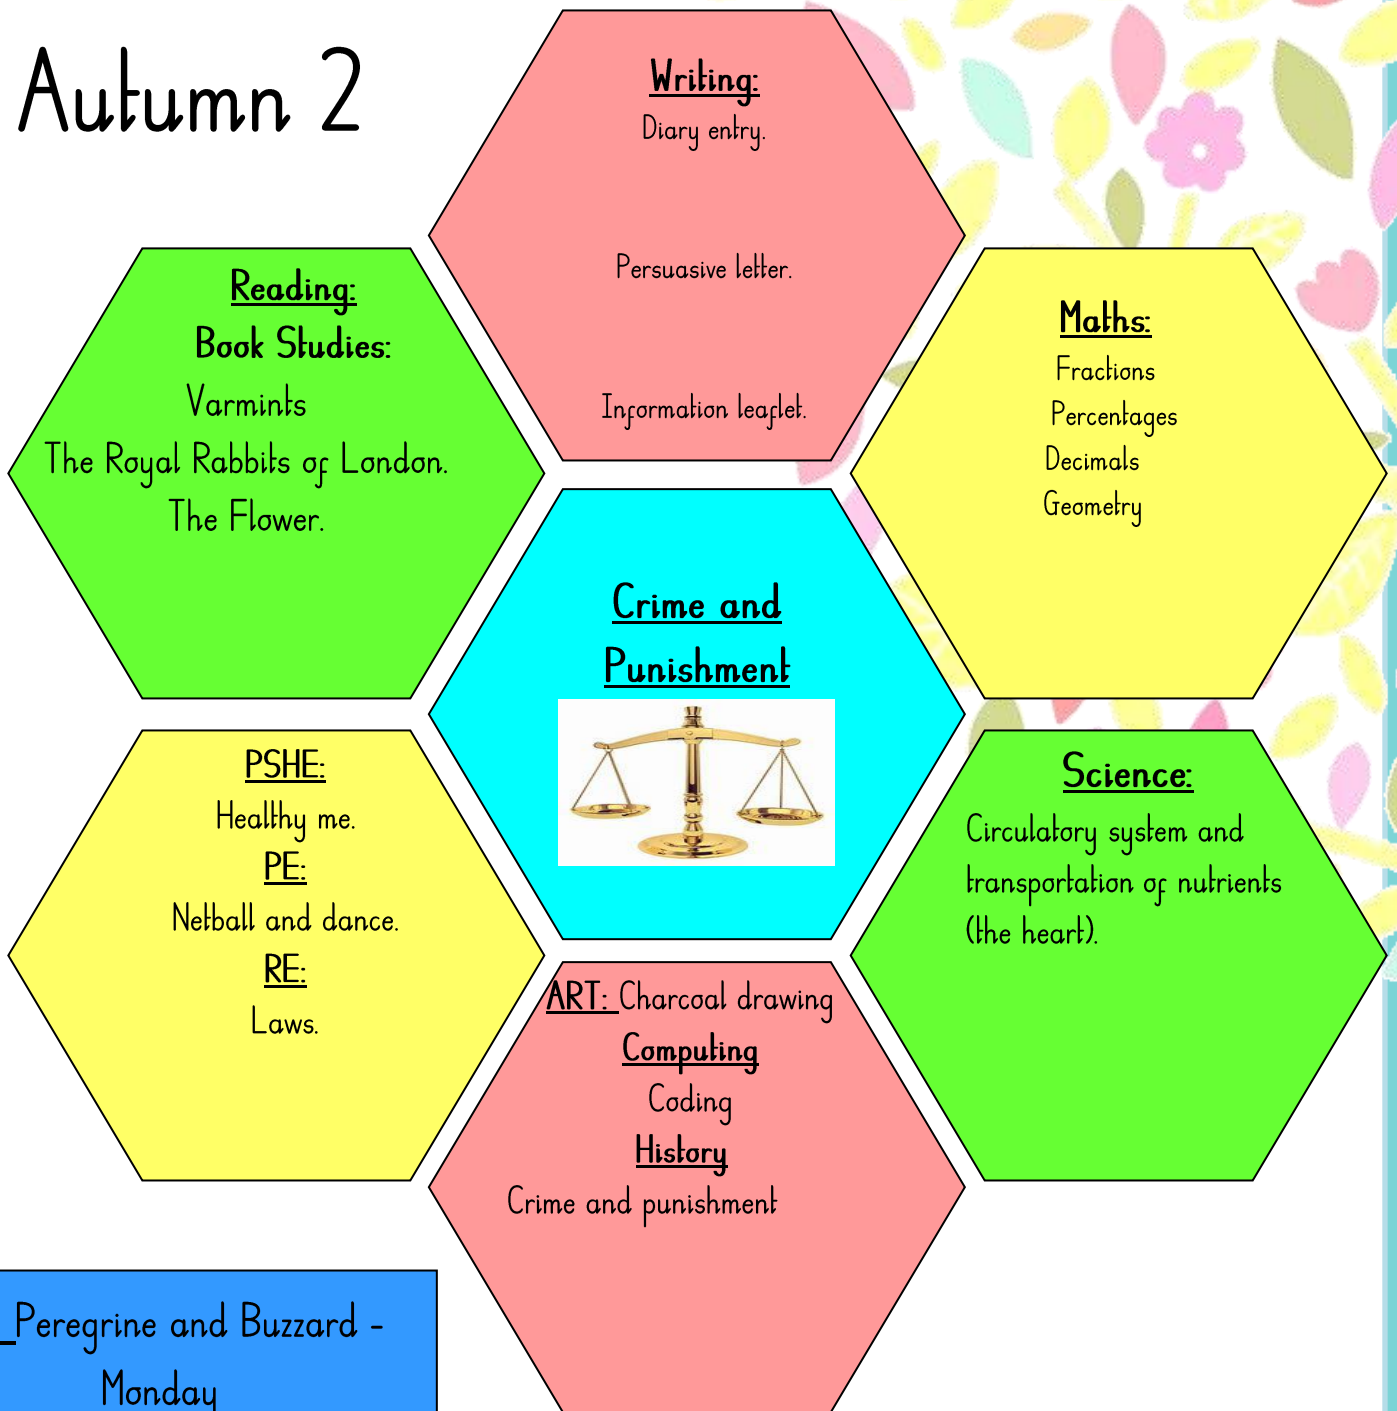 Autumn 2
Writing:
Diary entry.
Persuasive letter.
Information leaflet.
Reading:
Book Studies:
Varmints
The Royal Rabbits of London.
The Flower.
Maths:
Fractions
Percentages
Decimals
Geometry
Crime and
Punishment
PSHE:
Healthy me.
PE:
Netball and dance.
RE:
Laws.
Science:
Circulatory system and
transportation of nutrients
(the heart).
ART: Charcoal drawing
Computing
Coding
History
Crime and punishment
Peregrine and Buzzard -
Monday